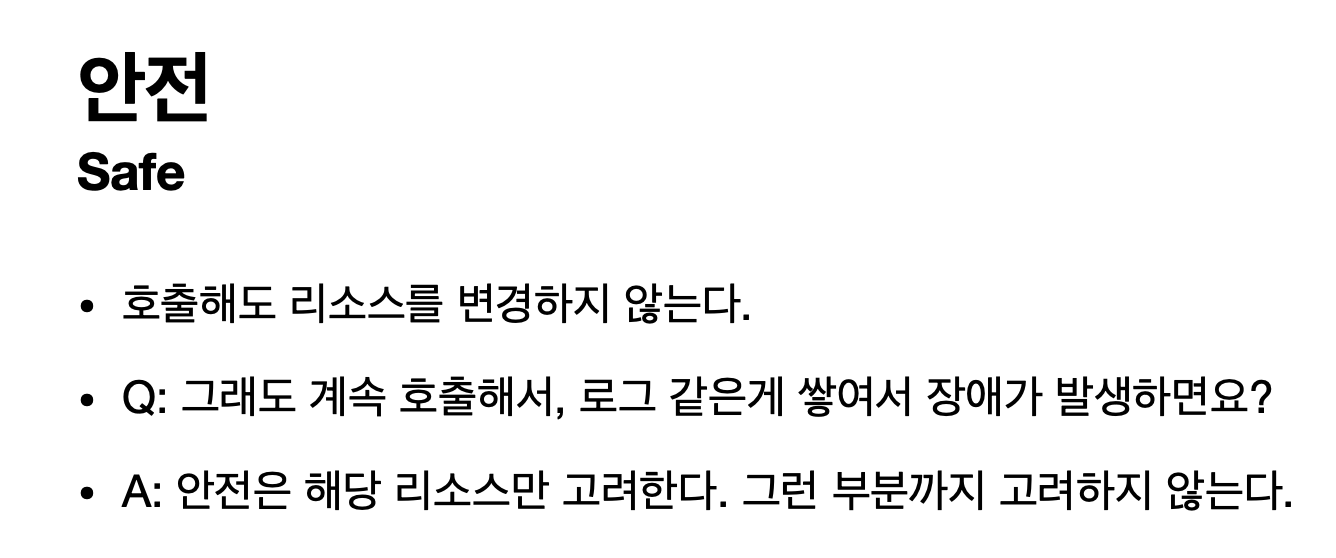 안전
Safe
• 호출해도 리소스를 변경하지 않는다.
• Q: 그래도 계속 호출해서, 로그 같은게 쌓여서 장애가 발생하면요?
• A: 안전은 해당 리소스만 고려한다. 그런 부분까지 고려하지 않는다.